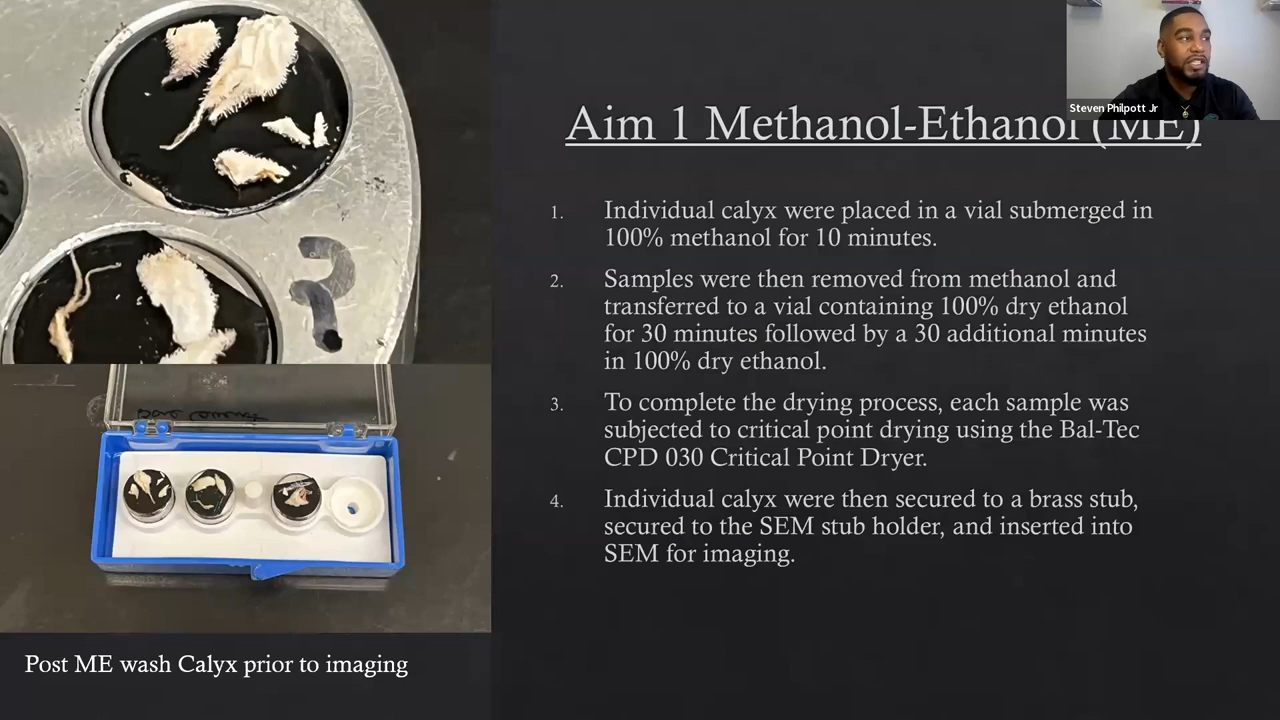 Steven Philpott Jr
Aim 1 Methanol-Ethanol (ME)
1. Individual calyx were placed in a vial submerged in
100% methanol for 10 minutes.
2. Samples were then removed from methanol and
transferred to a vial containing 100% dry ethanol
for 30 minutes followed by a 30 additional minutes
in 100% dry ethanol.
3. To complete the drying process, each sample was
subjected to critical point drying using the Bal-Tec
CPD 030 Critical Point Dryer.
4. Individual calyx were then secured to a brass stub,
secured to the SEM stub holder, and inserted into
SEM for imaging.
Post ME wash Calyx prior to imaging